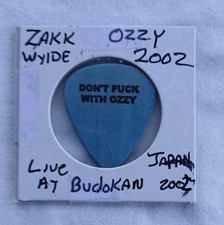 ZAKK OZZY
WYLDE 2002
DON'T FUCK
WITH OZZY
LIVE JAPAN
AT BUDOKAN 2002